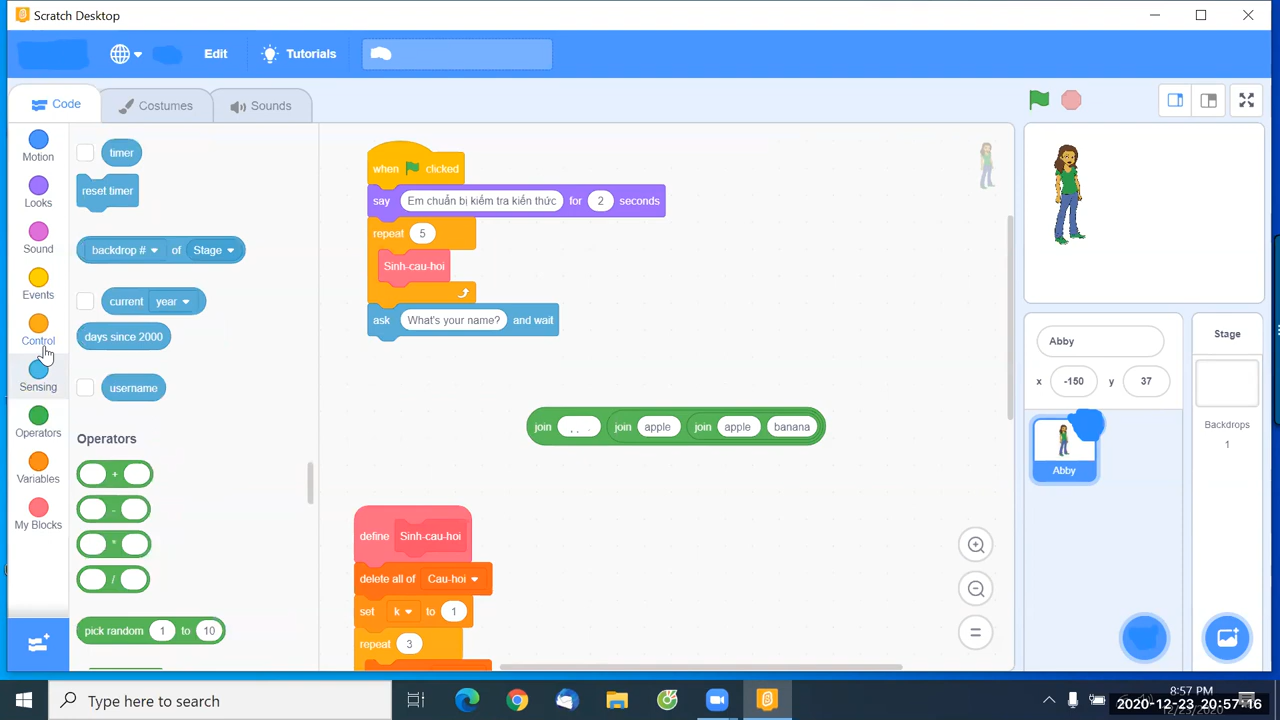 Scratch Desktop
Edit
Tutorials
Code
Costumes
Sounds
Motion
Looks
Sound
Events
Control
Sensing
Operators
Variables
My Blocks
timer
reset timer
backdrop # of Stage
current year
days since 2000
username
Operators
+
-
*
/
pick random 1 to 10
when clicked
say Em chuẩn bị kiểm tra kiến thức for 2 seconds
repeat 5
Sinh-cau-hoi
ask What's your name? and wait
join , , . join apple join apple banana
define Sinh-cau-hoi
delete all of Cau-hoi
set k to 1
repeat 3
Abby
x -150 y 37
Abby
Stage
Backdrops
1
Type here to search
8:57 PM
2020-12-23 20:57:16